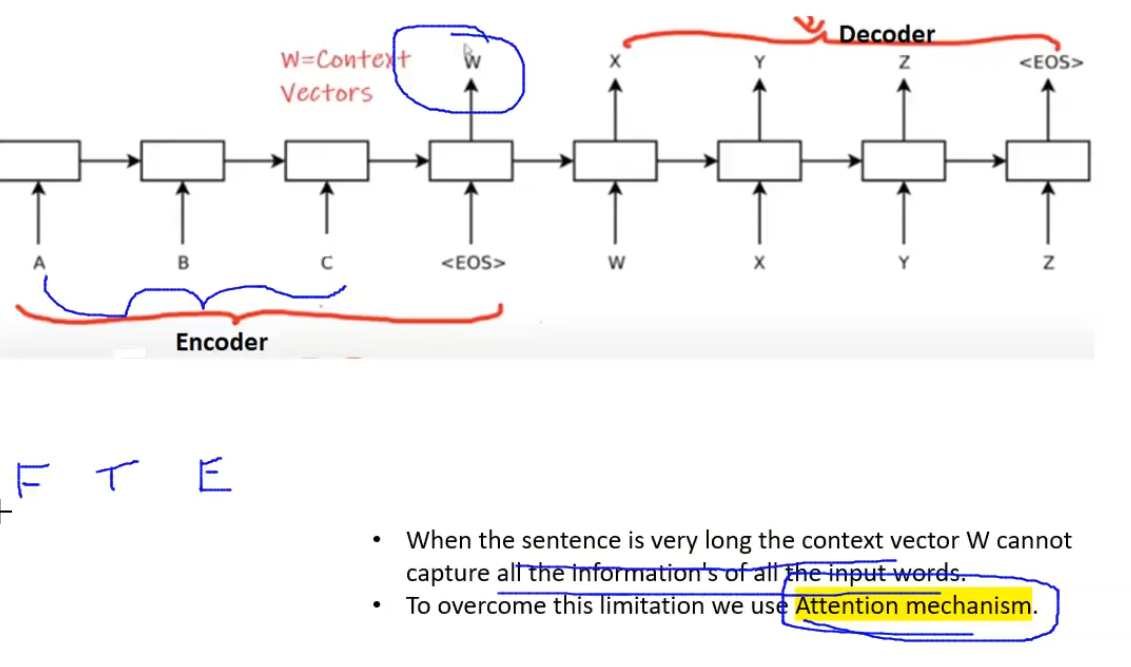 Decoder
W=Context W X Y Z <EOS>
Vectors
A B C <EOS> W X Y Z
Encoder
F T E
• When the sentence is very long the context vector W cannot
capture all the information's of all the input words.
• To overcome this limitation we use Attention mechanism.